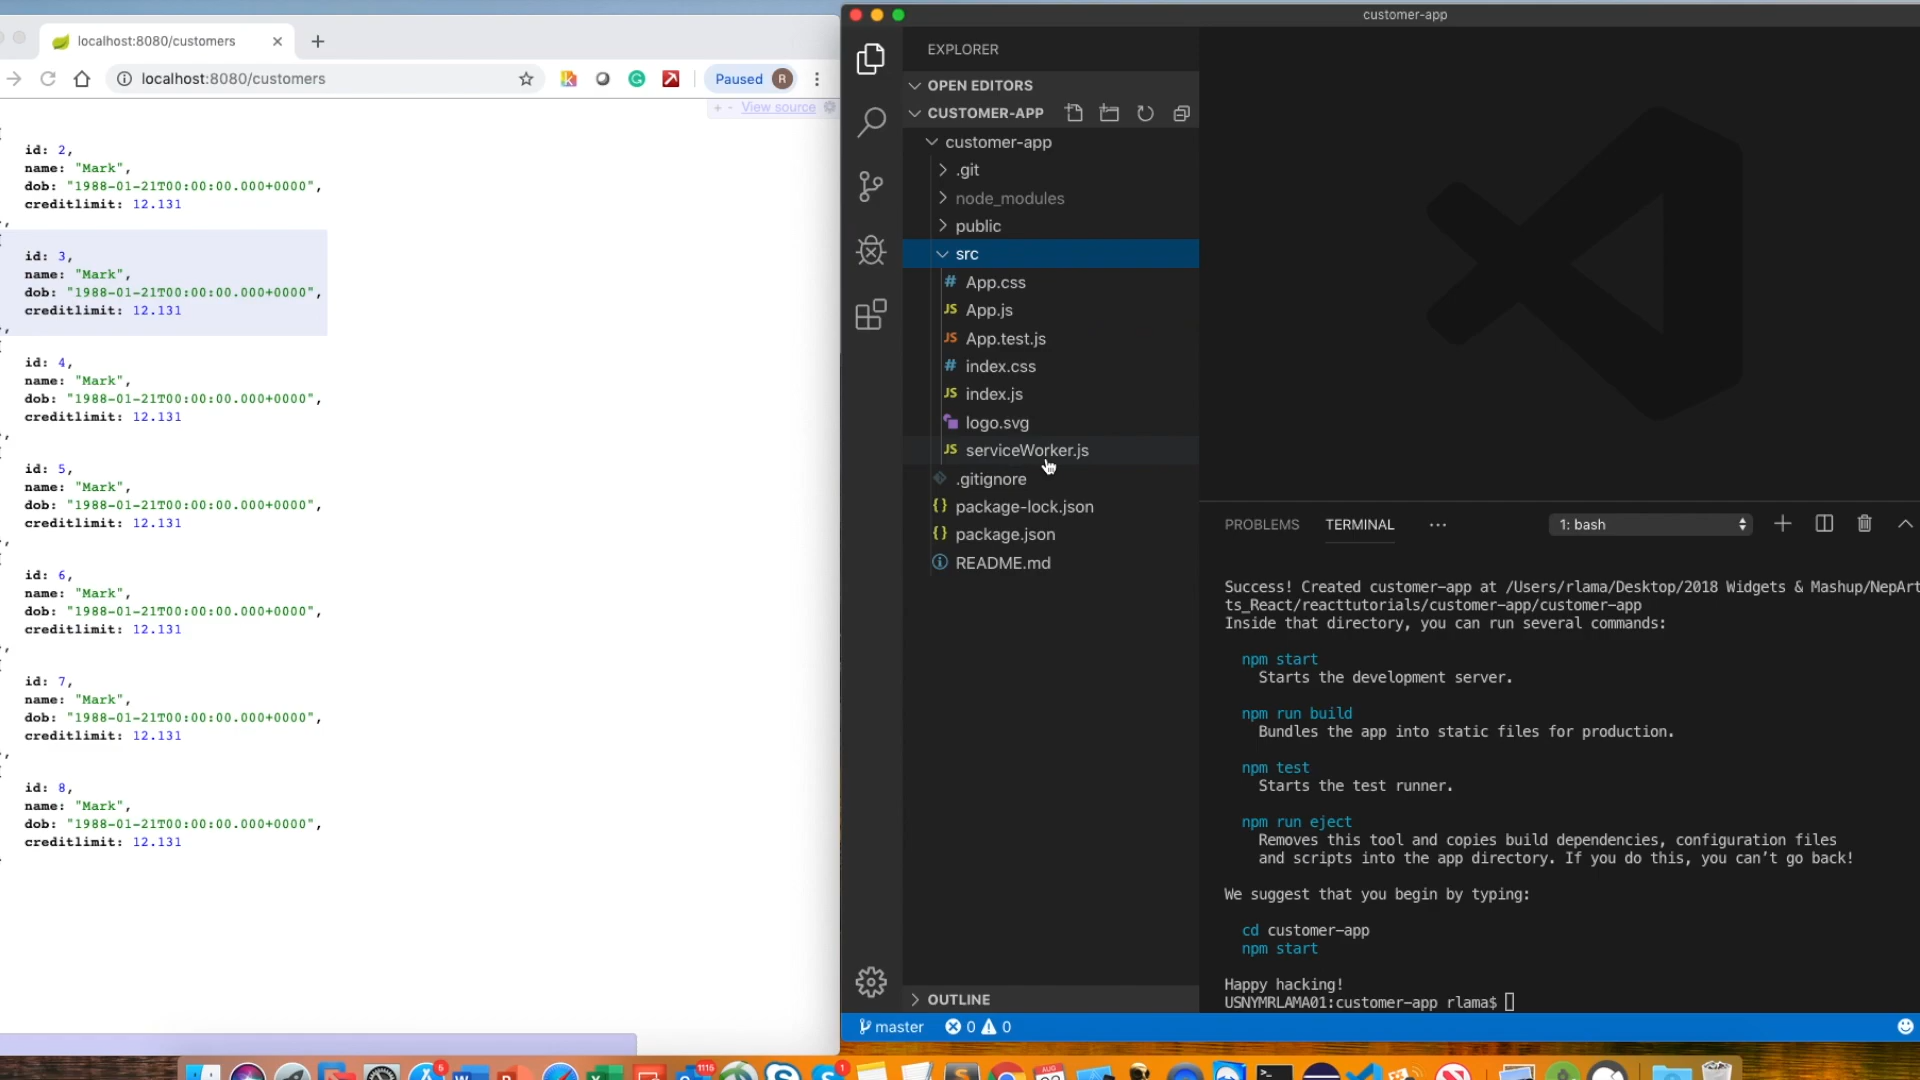 localhost:8080/customers
localhost:8080/customers
Paused
R
+ - View source
id: 2,
name: "Mark",
dob: "1988-01-21T00:00:00.000+0000",
creditlimit: 12.131
id: 3,
name: "Mark",
dob: "1988-01-21T00:00:00.000+0000",
creditlimit: 12.131
id: 4,
name: "Mark",
dob: "1988-01-21T00:00:00.000+0000",
creditlimit: 12.131
id: 5,
name: "Mark",
dob: "1988-01-21T00:00:00.000+0000",
creditlimit: 12.131
id: 6,
name: "Mark",
dob: "1988-01-21T00:00:00.000+0000",
creditlimit: 12.131
id: 7,
name: "Mark",
dob: "1988-01-21T00:00:00.000+0000",
creditlimit: 12.131
id: 8,
name: "Mark",
dob: "1988-01-21T00:00:00.000+0000",
creditlimit: 12.131
customer-app
EXPLORER
OPEN EDITORS
CUSTOMER-APP
customer-app
.git
node_modules
public
src
# App.css
JS App.js
JS App.test.js
# index.css
JS index.js
logo.svg
JS serviceWorker.js
.gitignore
{} package-lock.json
{} package.json
README.md
OUTLINE
PROBLEMS
TERMINAL
1: bash
Success! Created customer-app at /Users/rlama/Desktop/2018 Widgets & Mashup/NepArt
ts_React/reacttutorials/customer-app/customer-app
Inside that directory, you can run several commands:
npm start
Starts the development server.
npm run build
Bundles the app into static files for production.
npm test
Starts the test runner.
npm run eject
Removes this tool and copies build dependencies, configuration files
and scripts into the app directory. If you do this, you can't go back!
We suggest that you begin by typing:
cd customer-app
npm start
Happy hacking!
USNYMRLAMA01:customer-app rlama$
master
0
0
6
1116
1
AUG